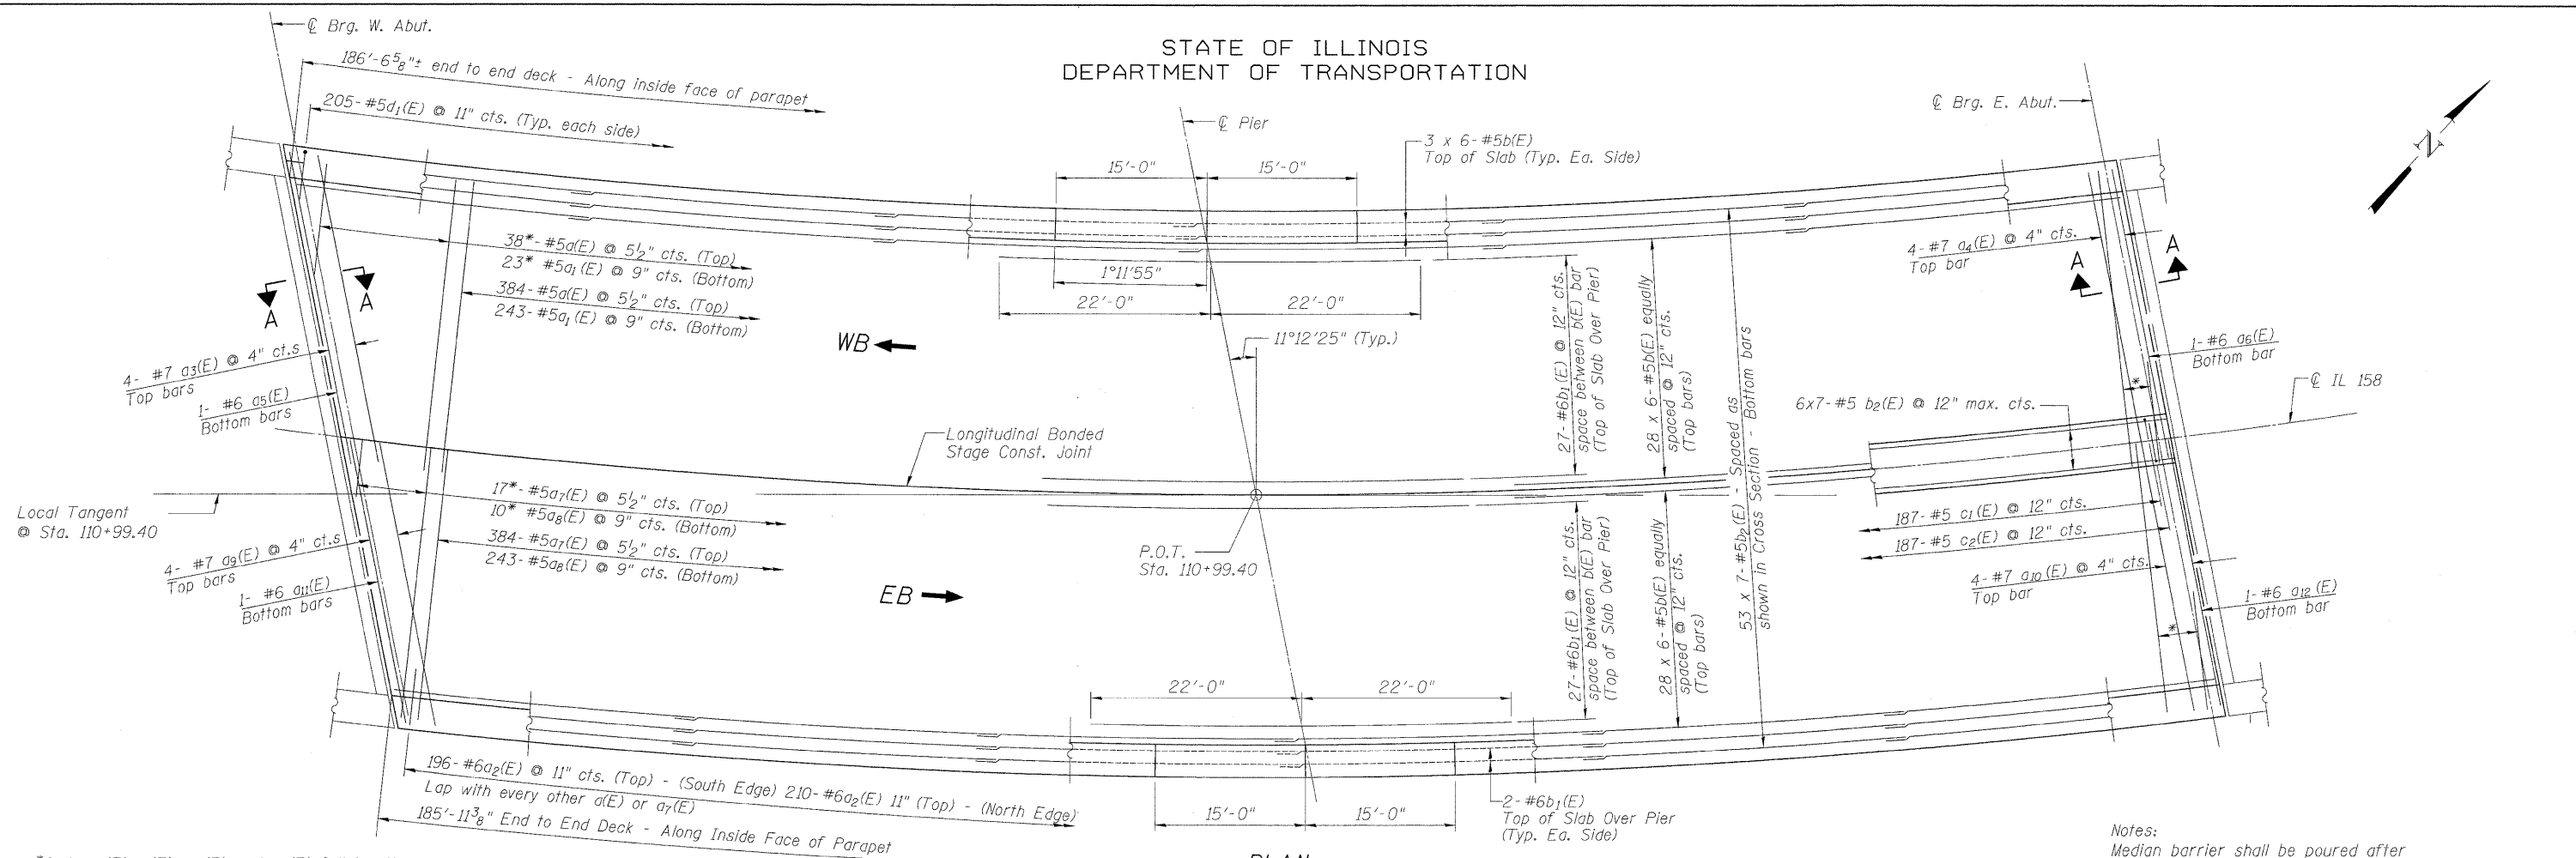 STATE OF ILLINOIS
DEPARTMENT OF TRANSPORTATION
℄ Brg. W. Abut.
186'-6 5/8"± end to end deck - Along inside face of parapet
205-#5d1(E) @ 11" cts. (Typ. each side)
℄ Pier
℄ Brg. E. Abut.
N
3 x 6-#5b(E)
Top of Slab (Typ. Ea. Side)
15'-0"
15'-0"
38*-#5a(E) @ 5 1/2" cts. (Top)
23* #5a1(E) @ 9" cts. (Bottom)
384-#5a(E) @ 5 1/2" cts. (Top)
243-#5a1(E) @ 9" cts. (Bottom)
1°11'55"
22'-0"
22'-0"
11°12'25" (Typ.)
A
A
A
A
4-#7 a4(E) @ 4" cts.
Top bar
WB
27-#6b1(E) @ 12" cts.
space between b(E) bar
(Top of Slab Over Pier)
28 x 6-#5b(E) equally
spaced @ 12" cts.
(Top bars)
53 x 7-#5b2(E) - Spaced as
shown in Cross Section - Bottom bars
1-#6 a6(E)
Bottom bar
*
℄ IL 158
6x7-#5 b2(E) @ 12" max. cts.
4- #7 a3(E) @ 4" ct.s
Top bars
1- #6 a5(E)
Bottom bars
Longitudinal Bonded
Stage Const. Joint
Local Tangent
@ Sta. 110+99.40
17*-#5a7(E) @ 5 1/2" cts. (Top)
10* #5a8(E) @ 9" cts. (Bottom)
384-#5a7(E) @ 5 1/2" cts. (Top)
243-#5a8(E) @ 9" cts. (Bottom)
P.O.T.
Sta. 110+99.40
187-#5 c1(E) @ 12" cts.
187-#5 c2(E) @ 12" cts.
4-#7 a10(E) @ 4" cts.
Top bar
4- #7 a9(E) @ 4" ct.s
Top bars
1- #6 a11(E)
Bottom bars
EB
27-#6b1(E) @ 12" cts.
space between b(E) bar
(Top of Slab Over Pier)
28 x 6-#5b(E) equally
spaced @ 12" cts.
(Top bars)
1-#6 a12(E)
Bottom bar
*
22'-0"
22'-0"
196-#6a2(E) @ 11" cts. (Top) - (South Edge) 210-#6a2(E) 11" (Top) - (North Edge)
Lap with every other a(E) or a7(E)
185'-11 3/8" End to End Deck - Along Inside Face of Parapet
15'-0"
15'-0"
2-#6b1(E)
Top of Slab Over Pier
(Typ. Ea. Side)
Notes:
Median barrier shall be poured after